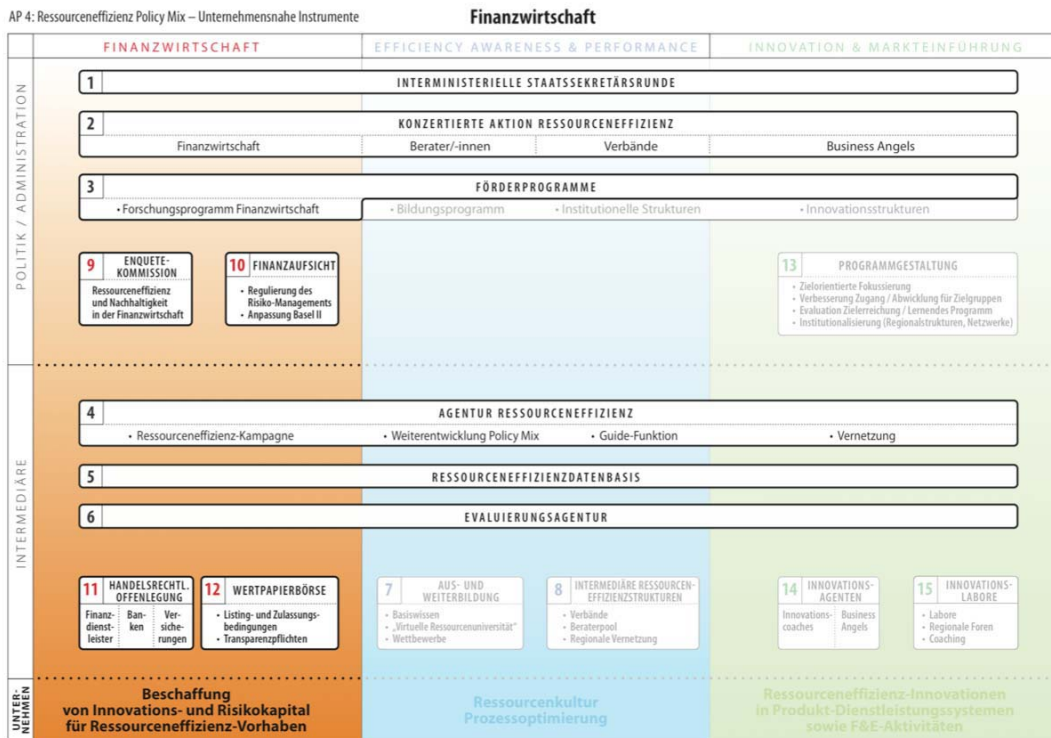 AP 4: Ressourceneffizienz Policy Mix – Unternehmensnahe Instrumente
Finanzwirtschaft
FINANZWIRTSCHAFT
EFFICIENCY AWARENESS & PERFORMANCE
INNOVATION & MARKTEINFÜHRUNG
POLITIK / ADMINISTRATION
1 INTERMINISTERIELLE STAATSSEKRETÄRSRUNDE
2 KONZERTIERTE AKTION RESSOURCENEFFIZIENZ
Finanzwirtschaft
Berater/-innen
Verbände
Business Angels
3 FÖRDERPROGRAMME
• Forschungsprogramm Finanzwirtschaft
• Bildungsprogramm
• Institutionelle Strukturen
• Innovationsstrukturen
9 ENQUETE-
KOMMISSION
Ressourceneffizienz
und Nachhaltigkeit
in der Finanzwirtschaft
10 FINANZAUFSICHT
• Regulierung des
Risiko-Managements
• Anpassung Basel II
13 PROGRAMMGESTALTUNG
• Zielorientierte Fokussierung
• Verbesserung Zugang / Abwicklung für Zielgruppen
• Evaluation Zielerreichung / Lernendes Programm
• Institutionalisierung (Regionalstrukturen, Netzwerke)
INTERMEDIÄRE
4 AGENTUR RESSOURCENEFFIZIENZ
• Ressourceneffizienz-Kampagne
• Weiterentwicklung Policy Mix
• Guide-Funktion
• Vernetzung
5 RESSOURCENEFFIZIENZDATENBASIS
6 EVALUIERUNGSAGENTUR
11 HANDELSRECHTL.
OFFENLEGUNG
Finanz-
dienst-
leister
Ban-
ken
Ver-
siche-
rungen
12 WERTPAPIERBÖRSE
• Listing- und Zulassungs-
bedingungen
• Transparenzpflichten
7 AUS- UND
WEITERBILDUNG
• Basiswissen
• „Virtuelle Ressourcenuniversität“
• Wettbewerbe
8 INTERMEDIÄRE RESSOURCEN-
EFFIZIENZSTRUKTUREN
• Verbände
• Beraterpool
• Regionale Vernetzung
14 INNOVATIONS-
AGENTEN
Innovations-
coaches
Business
Angels
15 INNOVATIONS-
LABORE
• Labore
• Regionale Foren
• Coaching
UNTER-
NEHMEN
Beschaffung
von Innovations- und Risikokapital
für Ressourceneffizienz-Vorhaben
Ressourcenkultur
Prozessoptimierung
Ressourceneffizienz-Innovationen
in Produkt-Dienstleistungssystemen
sowie F&E-Aktivitäten